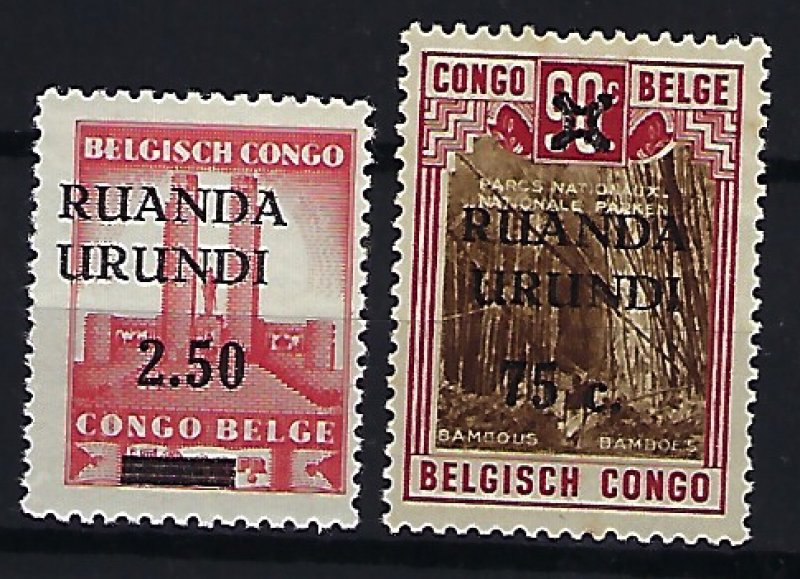 BELGISCH CONGO
RUANDA
URUNDI
2.50
CONGO BELGE
CONGO 90c BELGE
PARCS NATIONAUX
NATIONALE PARKEN
RUANDA
URUNDI
75 c.
BAMBOUS BAMBOES
BELGISCH CONGO